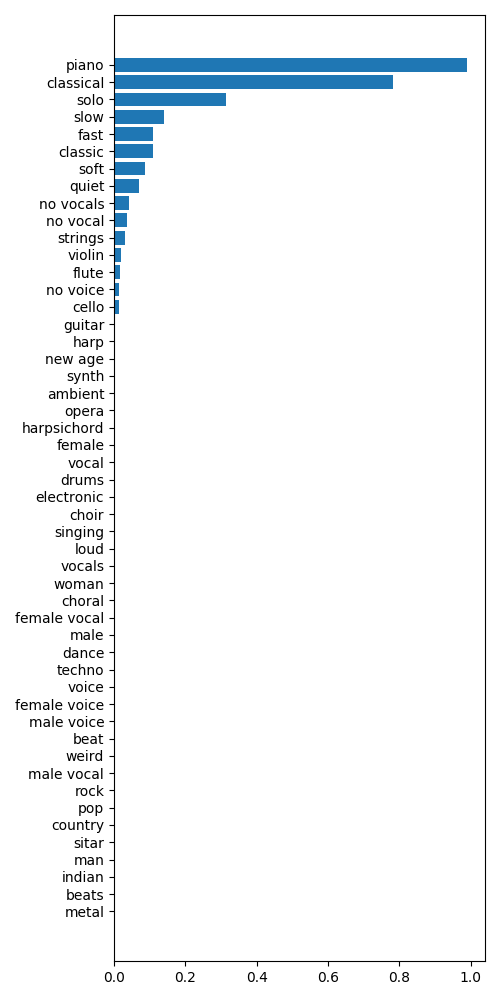 piano
classical
solo
slow
fast
classic
soft
quiet
no vocals
no vocal
strings
violin
flute
no voice
cello
guitar
harp
new age
synth
ambient
opera
harpsichord
female
vocal
drums
electronic
choir
singing
loud
vocals
woman
choral
female vocal
male
dance
techno
voice
female voice
male voice
beat
weird
male vocal
rock
pop
country
sitar
man
indian
beats
metal
0.0 0.2 0.4 0.6 0.8 1.0